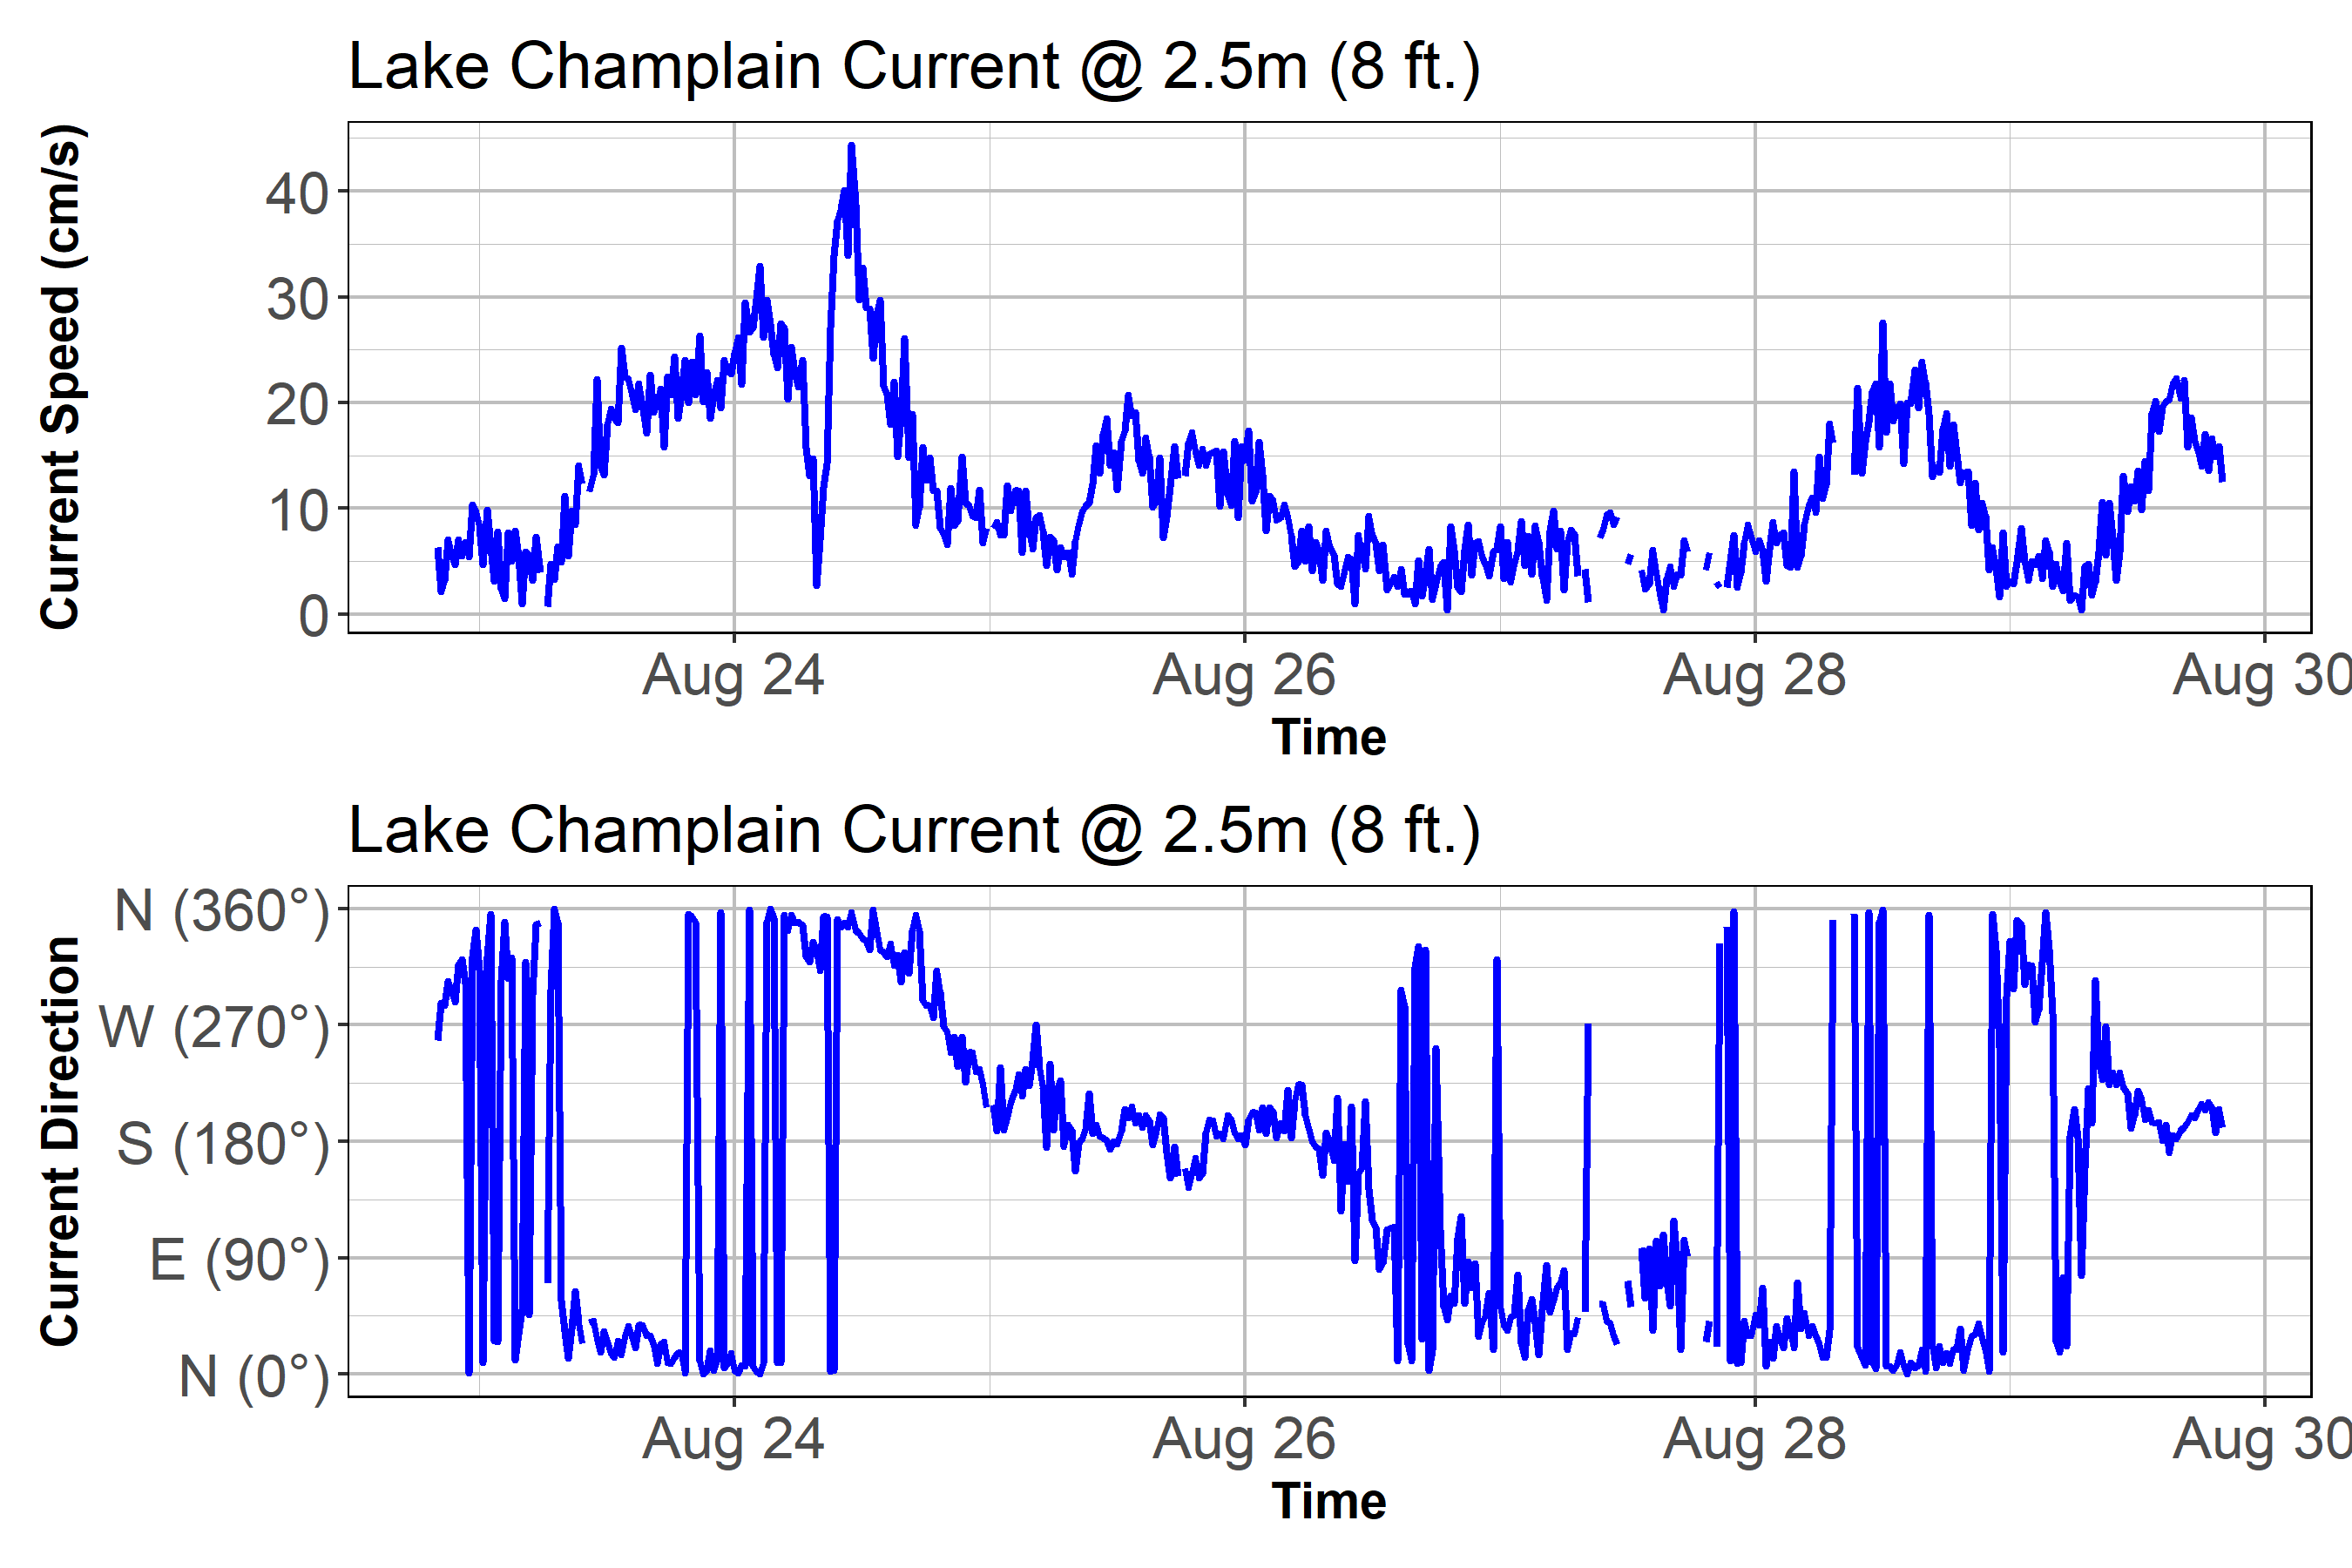 Lake Champlain Current @ 2.5m (8 ft.)
Current Speed (cm/s)
40
30
20
10
0
Aug 24 Aug 26 Aug 28 Aug 30
Time
Lake Champlain Current @ 2.5m (8 ft.)
Current Direction
N (360°)
W (270°)
S (180°)
E (90°)
N (0°)
Aug 24 Aug 26 Aug 28 Aug 30
Time